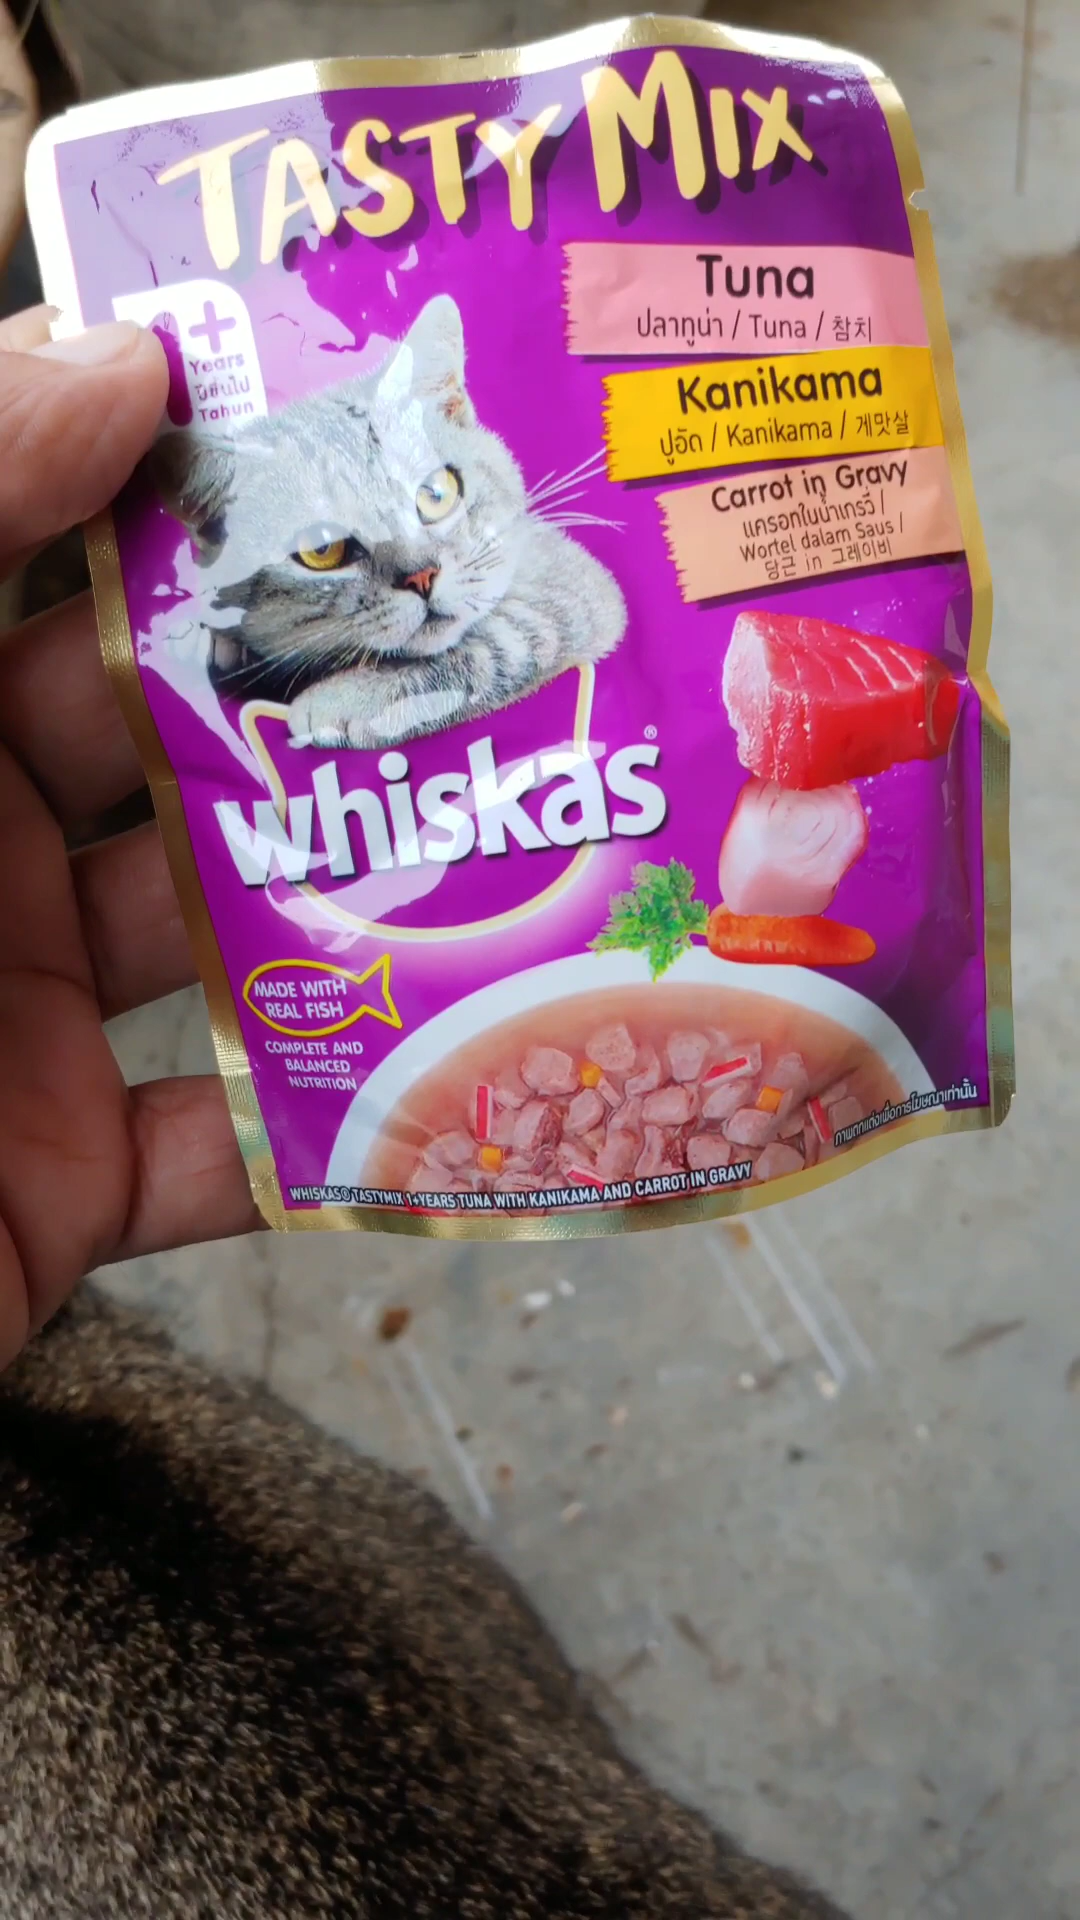 TASTY MIX
Tuna
ปลาทูน่า / Tuna / 참치
+
Years
ปีขึ้นไป
Tahun
Kanikama
ปูอัด / Kanikama / 게맛살
Carrot in Gravy
แครอทในน้ำเกรวี่ /
Wortel dalam Saus /
당근 in 그레이비
whiskas®
MADE WITH
REAL FISH
COMPLETE AND
BALANCED
NUTRITION
ภาพตกแต่งเพื่อการโฆษณาเท่านั้น
WHISKAS® TASTYMIX 1+YEARS TUNA WITH KANIKAMA AND CARROT IN GRAVY